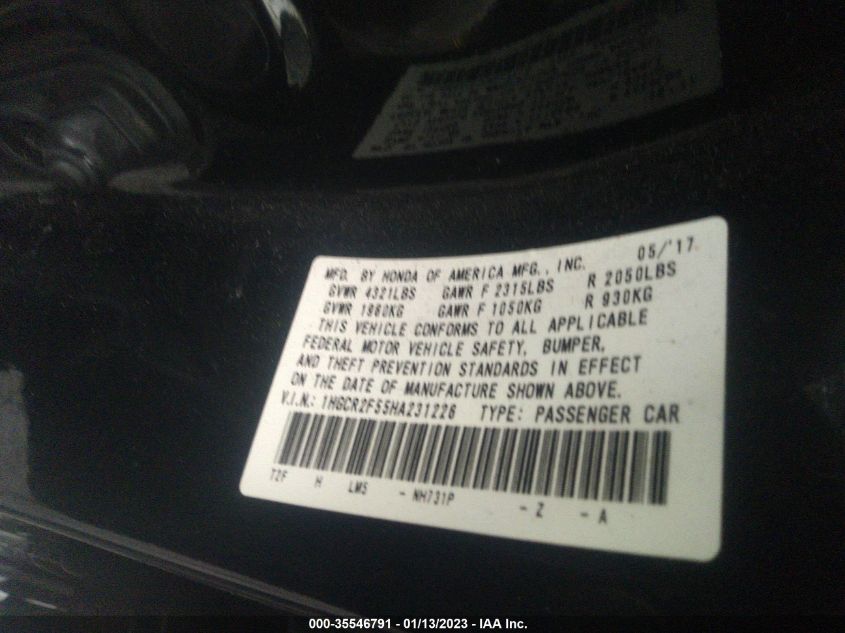 05/'17
MFD. BY HONDA OF AMERICA MFG., INC.
GVWR 4321LBS GAWR F 2315LBS R 2050LBS
GVWR 1960KG GAWR F 1050KG R 930KG
THIS VEHICLE CONFORMS TO ALL APPLICABLE
FEDERAL MOTOR VEHICLE SAFETY, BUMPER,
AND THEFT PREVENTION STANDARDS IN EFFECT
ON THE DATE OF MANUFACTURE SHOWN ABOVE.
V.I.N.: 1HGCR2F55HA231226 TYPE: PASSENGER CAR
T2F H LM5 - NH731P - Z - A
000-35546791 - 01/13/2023 - IAA Inc.